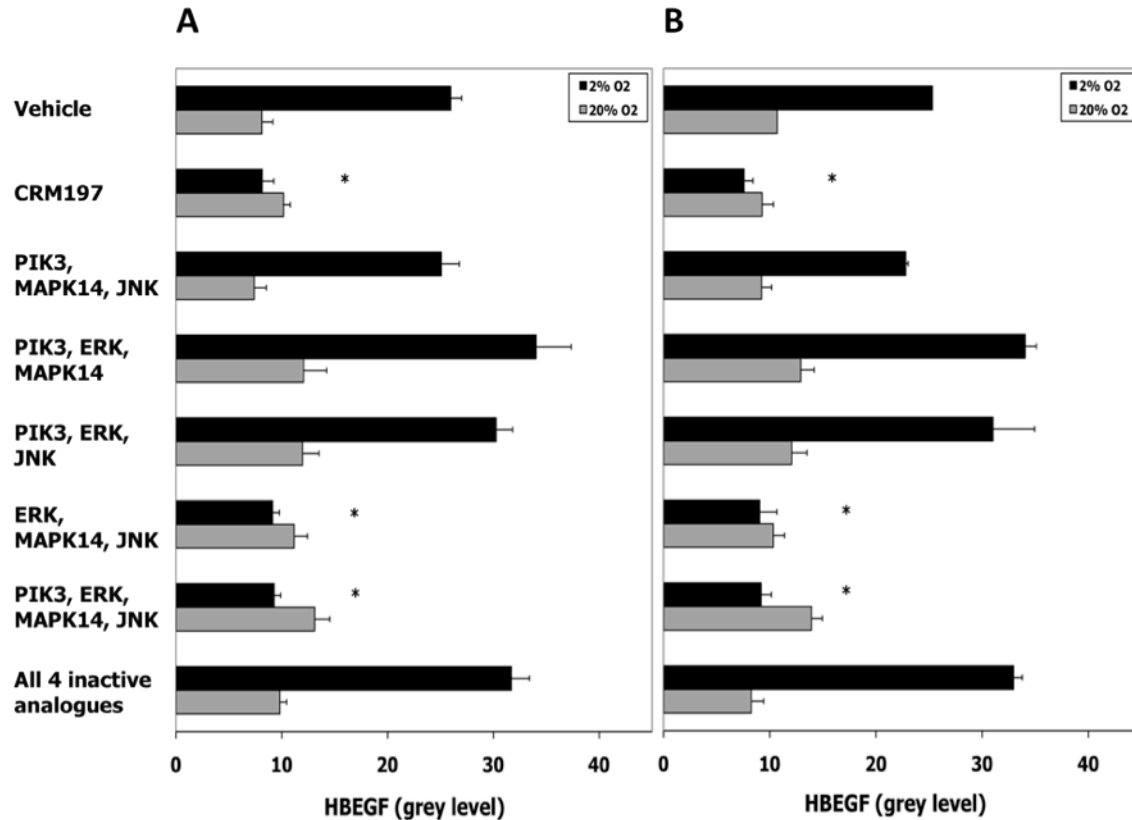 A
B
2% O2
20% O2
2% O2
20% O2
Vehicle
CRM197
*
*
PIK3,
MAPK14, JNK
PIK3, ERK,
MAPK14
PIK3, ERK,
JNK
ERK,
MAPK14, JNK
*
*
PIK3, ERK,
MAPK14, JNK
*
*
All 4 inactive
analogues
0 10 20 30 40
0 10 20 30 40
HBEGF (grey level)
HBEGF (grey level)